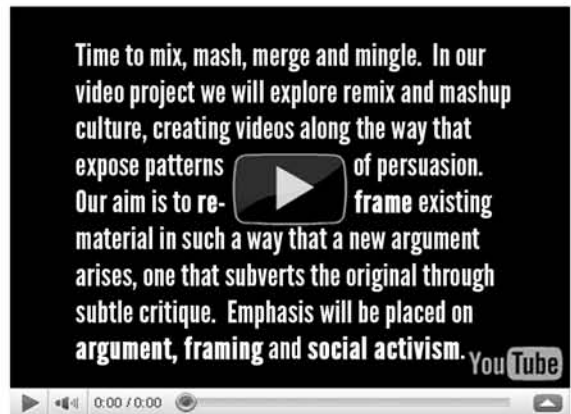 Time to mix, mash, merge and mingle. In our
video project we will explore remix and mashup
culture, creating videos along the way that
expose patterns of persuasion.
Our aim is to re- frame existing
material in such a way that a new argument
arises, one that subverts the original through
subtle critique. Emphasis will be placed on
argument, framing and social activism.
YouTube
0:00 / 0:00